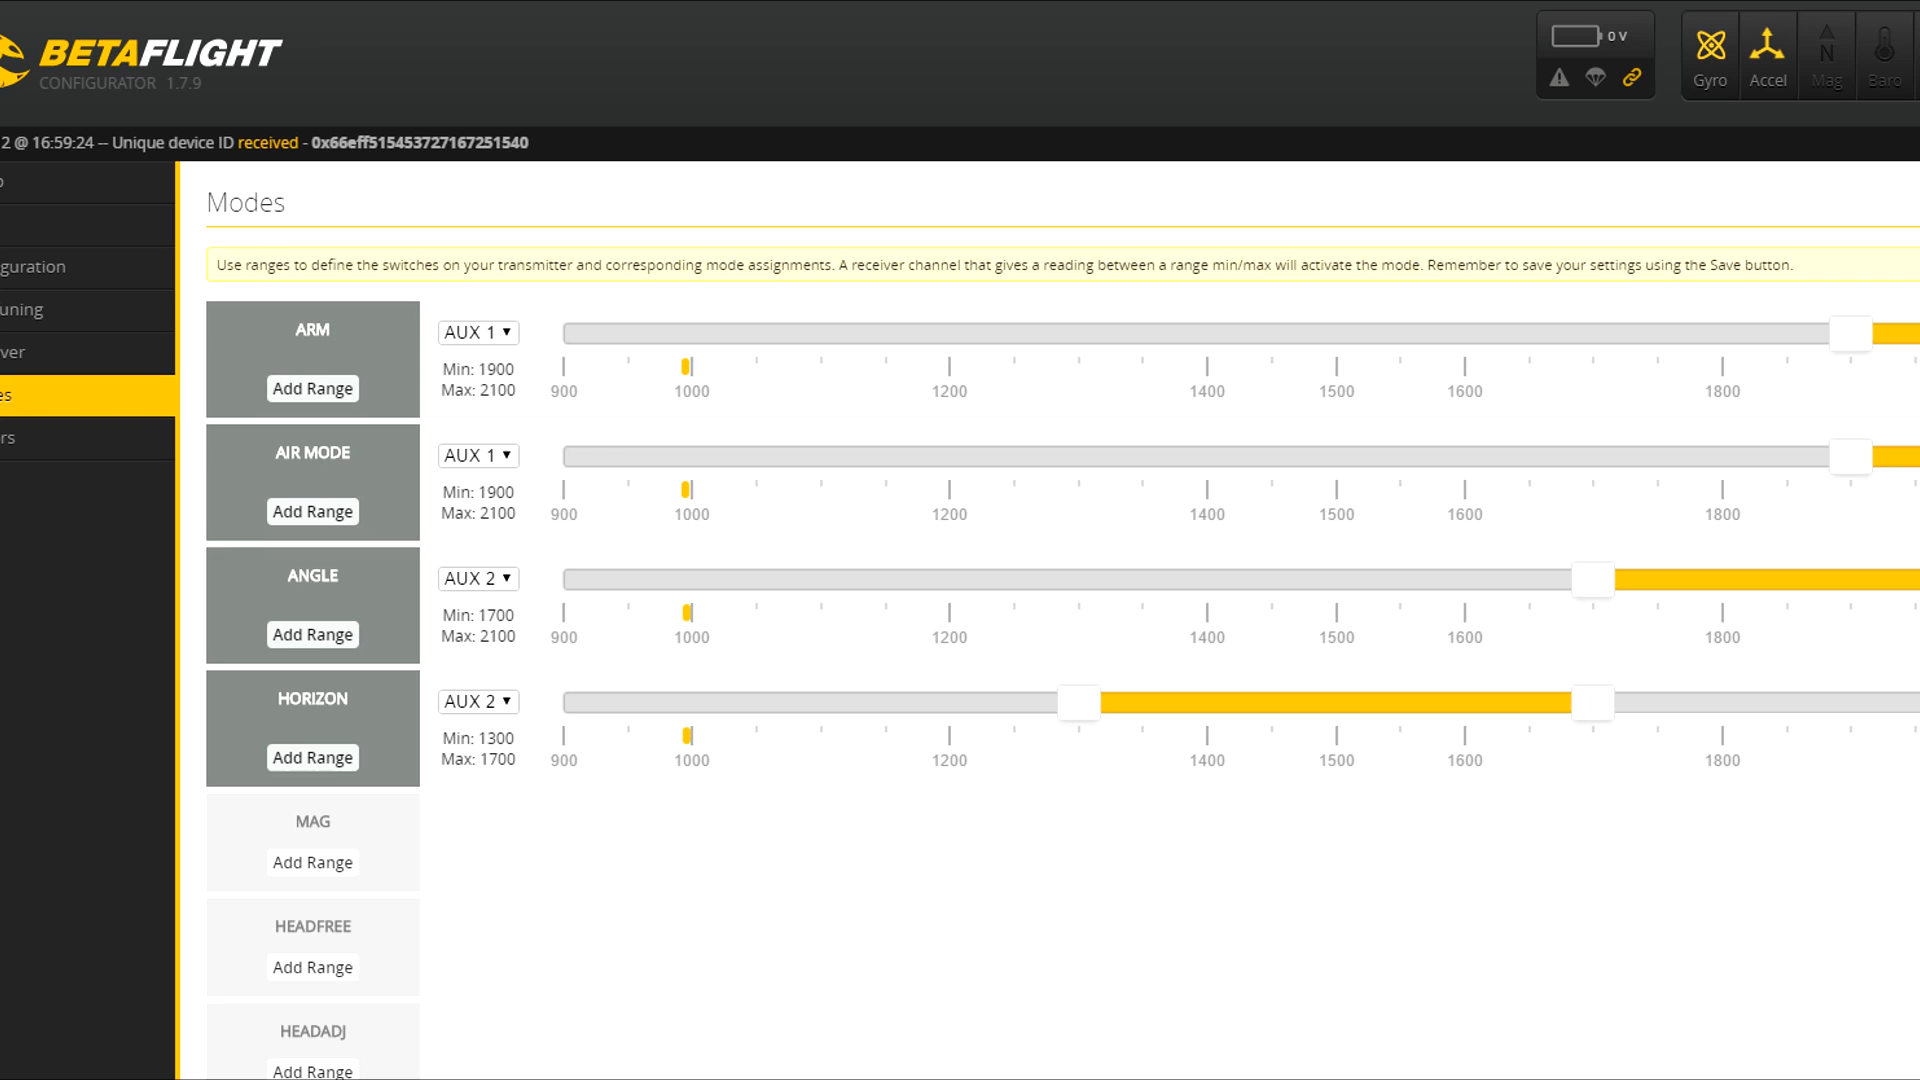 BETAFLIGHT
CONFIGURATOR 1.7.9
0 V
Gyro Accel Mag Baro
2 @ 16:59:24 -- Unique device ID received - 0x66eff515453727167251540
guration
uning
ver
es
rs
Modes
Use ranges to define the switches on your transmitter and corresponding mode assignments. A receiver channel that gives a reading between a range min/max will activate the mode. Remember to save your settings using the Save button.
ARM
Add Range
AUX 1
Min: 1900
Max: 2100
900 1000 1200 1400 1500 1600 1800
AIR MODE
Add Range
AUX 1
Min: 1900
Max: 2100
900 1000 1200 1400 1500 1600 1800
ANGLE
Add Range
AUX 2
Min: 1700
Max: 2100
900 1000 1200 1400 1500 1600 1800
HORIZON
Add Range
AUX 2
Min: 1300
Max: 1700
900 1000 1200 1400 1500 1600 1800
MAG
Add Range
HEADFREE
Add Range
HEADADJ
Add Range